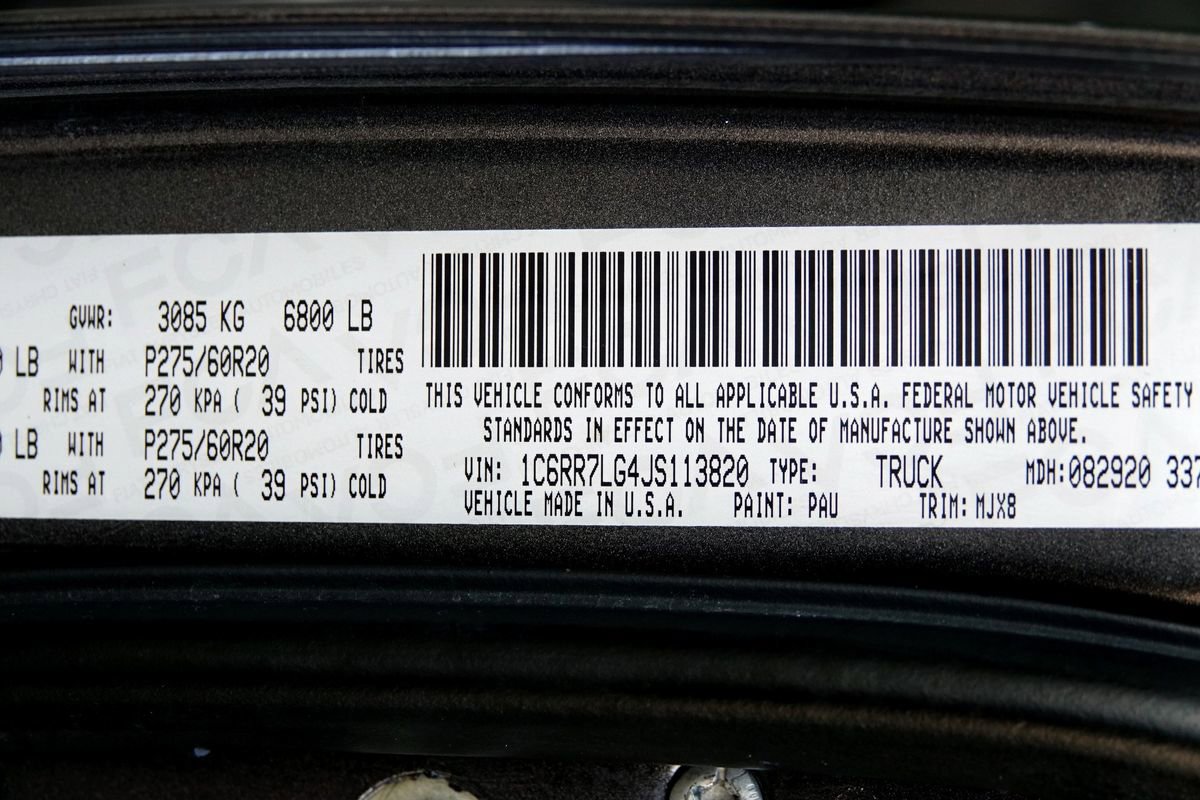 GVWR: 3085 KG 6800 LB
LB WITH P275/60R20 TIRES
RIMS AT 270 KPA ( 39 PSI) COLD
LB WITH P275/60R20 TIRES
RIMS AT 270 KPA ( 39 PSI) COLD
THIS VEHICLE CONFORMS TO ALL APPLICABLE U.S.A. FEDERAL MOTOR VEHICLE SAFETY
STANDARDS IN EFFECT ON THE DATE OF MANUFACTURE SHOWN ABOVE.
VIN: 1C6RR7LG4JS113820 TYPE: TRUCK MDH:082920 337
VEHICLE MADE IN U.S.A. PAINT: PAU TRIM: MJX8